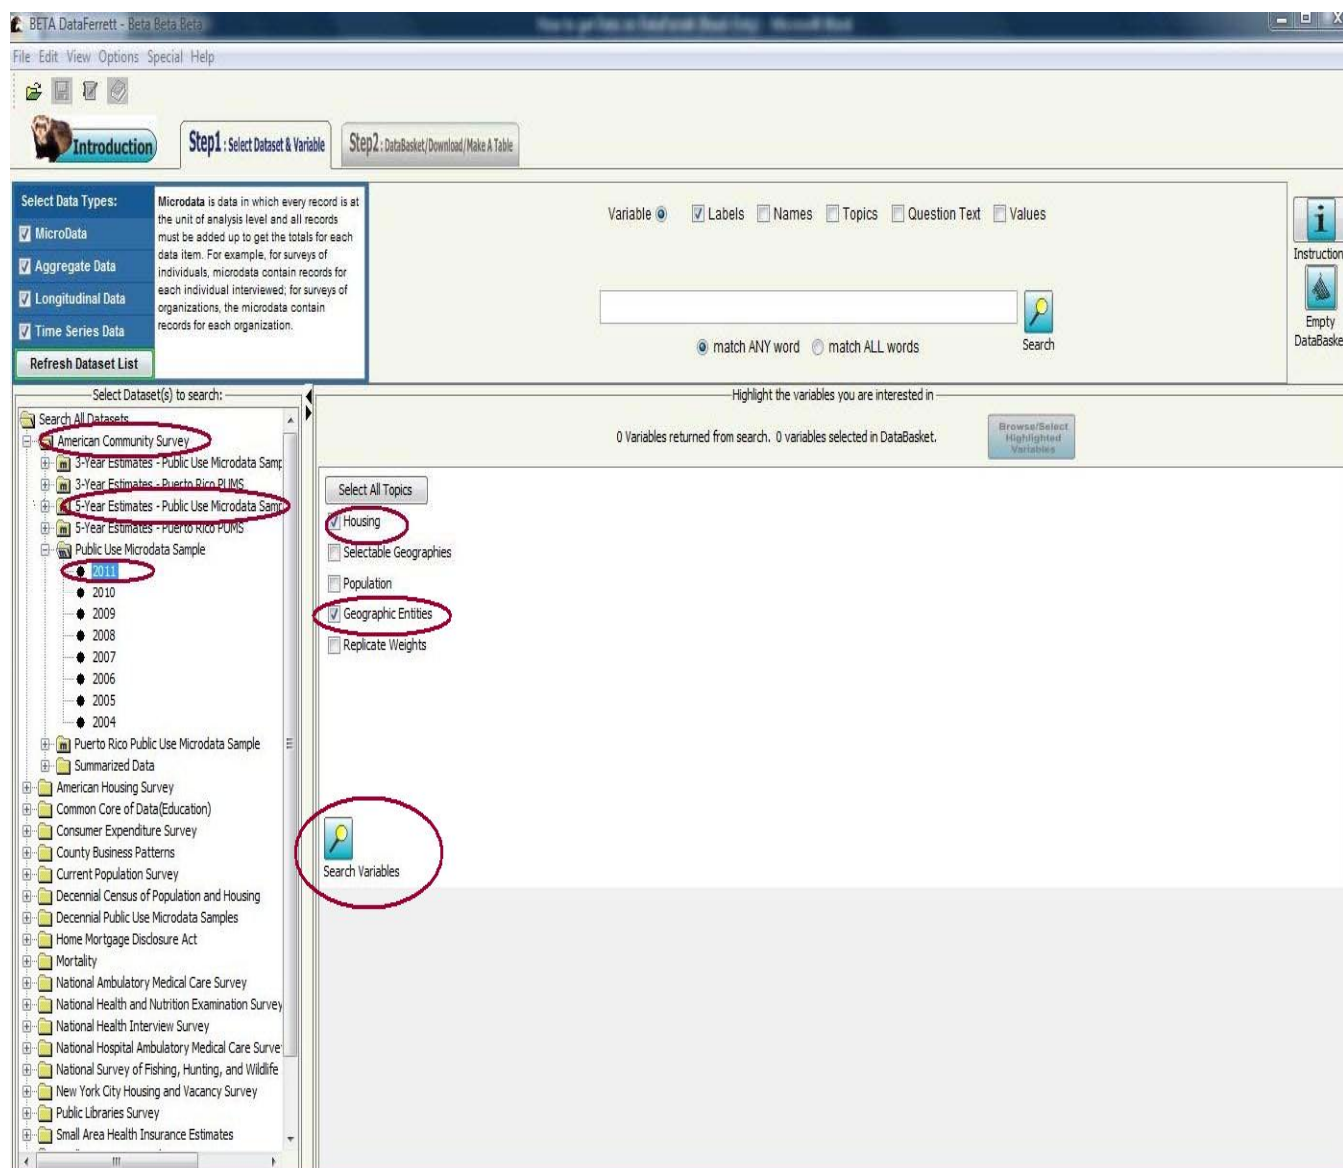 BETA DataFerrett - Beta Beta Beta
File Edit View Options Special Help
Introduction
Step1 : Select Dataset & Variable
Step2 : DataBasket/Download/Make A Table
Select Data Types:
MicroData
Aggregate Data
Longitudinal Data
Time Series Data
Refresh Dataset List
Microdata is data in which every record is at
the unit of analysis level and all records
must be added up to get the totals for each
data item. For example, for surveys of
individuals, microdata contain records for
each individual interviewed; for surveys of
organizations, the microdata contain
records for each organization.
Variable Labels Names Topics Question Text Values
match ANY word match ALL words
Search
Instruction
Empty
DataBaske
Select Dataset(s) to search:
Search All Datasets
American Community Survey
3-Year Estimates - Public Use Microdata Samp
3-Year Estimates - Puerto Rico PUMS
5-Year Estimates - Public Use Microdata Samp
5-Year Estimates - Puerto Rico PUMS
Public Use Microdata Sample
2011
2010
2009
2008
2007
2006
2005
2004
Puerto Rico Public Use Microdata Sample
Summarized Data
American Housing Survey
Common Core of Data(Education)
Consumer Expenditure Survey
County Business Patterns
Current Population Survey
Decennial Census of Population and Housing
Decennial Public Use Microdata Samples
Home Mortgage Disclosure Act
Mortality
National Ambulatory Medical Care Survey
National Health and Nutrition Examination Survey
National Health Interview Survey
National Hospital Ambulatory Medical Care Surve
National Survey of Fishing, Hunting, and Wildlife
New York City Housing and Vacancy Survey
Public Libraries Survey
Small Area Health Insurance Estimates
Highlight the variables you are interested in
0 Variables returned from search. 0 variables selected in DataBasket.
Browse/Select
Highlighted
Variables
Select All Topics
Housing
Selectable Geographies
Population
Geographic Entities
Replicate Weights
Search Variables